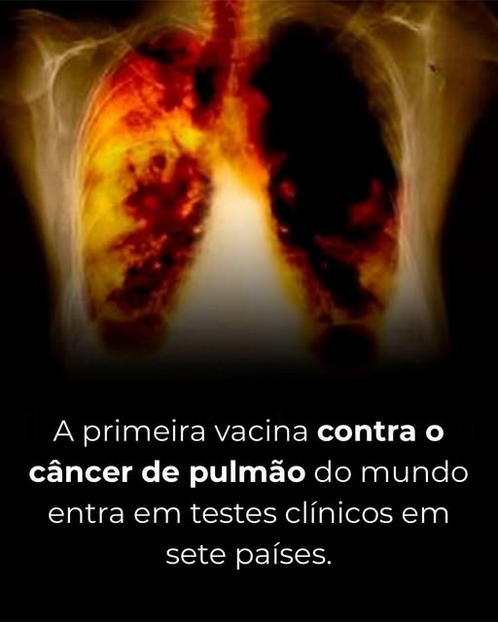 A primeira vacina contra o
câncer de pulmão do mundo
entra em testes clínicos em
sete países.